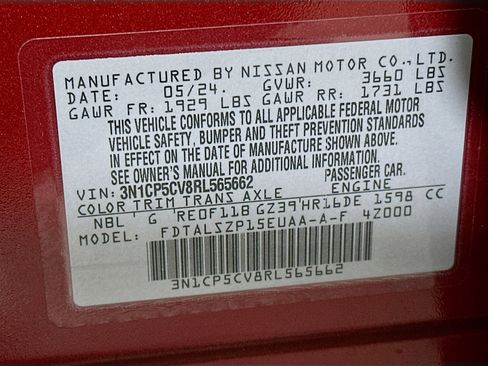 MANUFACTURED BY NISSAN MOTOR CO., LTD.
DATE: 05/24. GVWR: 3660 LBS
GAWR FR: 1929 LBS GAWR RR: 1731 LBS
THIS VEHICLE CONFORMS TO ALL APPLICABLE FEDERAL MOTOR
VEHICLE SAFETY, BUMPER AND THEFT PREVENTION STANDARDS
IN EFFECT ON THE DATE OF MANUFACTURE SHOWN ABOVE.
SEE OWNER'S MANUAL FOR ADDITIONAL INFORMATION.
VIN: 3N1CP5CV8RL565662 PASSENGER CAR.
COLOR TRIM TRANS AXLE ENGINE
NBL G RE0F11B GZ39 HR16DE 1598 CC
MODEL: FDTALSZP15EUAA-A-F 4Z000
3N1CP5CV8RL565662